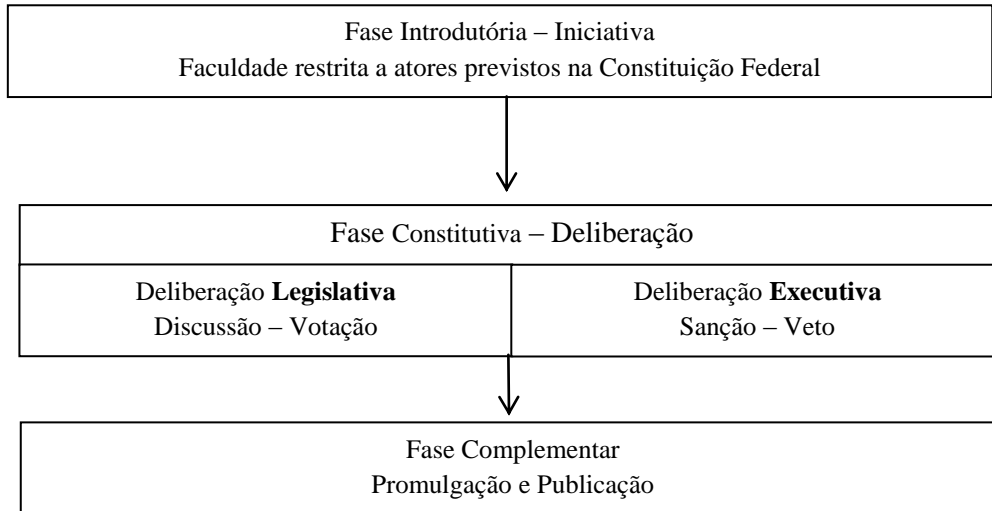 Fase Introdutória – Iniciativa
Faculdade restrita a atores previstos na Constituição Federal
Fase Constitutiva – Deliberação
Deliberação Legislativa
Discussão – Votação
Deliberação Executiva
Sanção – Veto
Fase Complementar
Promulgação e Publicação